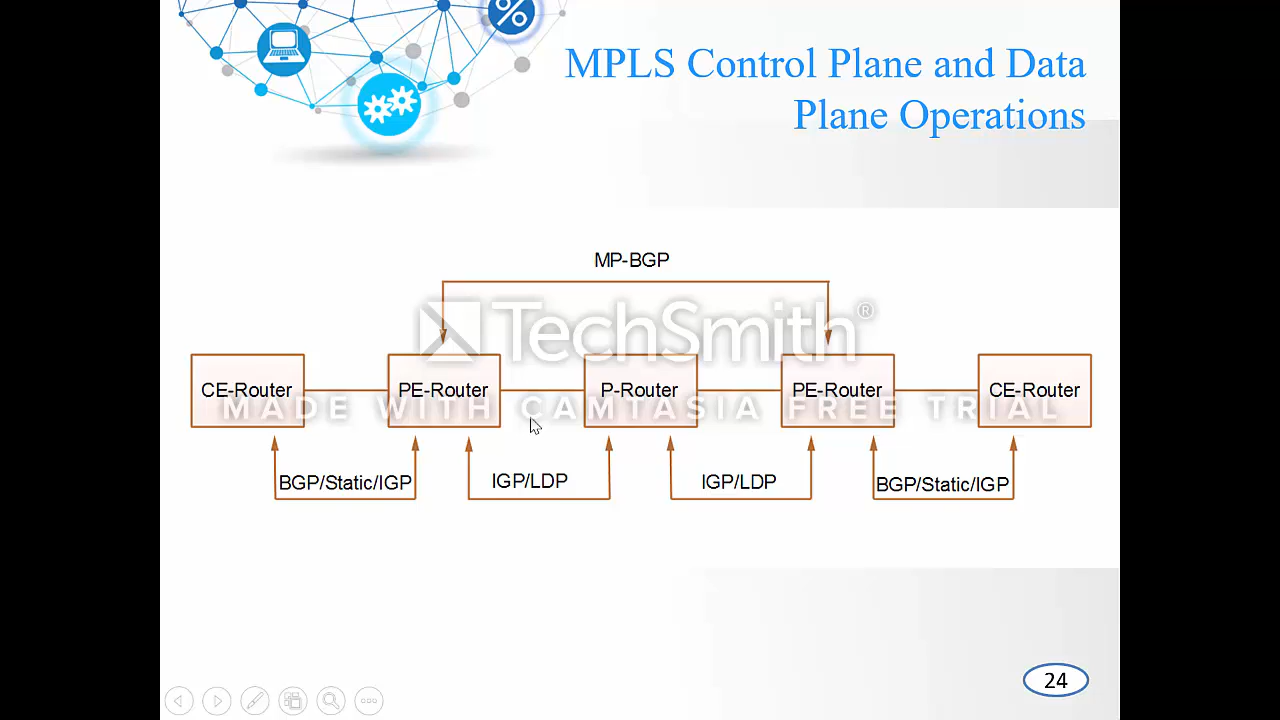 MPLS Control Plane and Data
Plane Operations
MP-BGP
TechSmith®
CE-Router
PE-Router
P-Router
PE-Router
CE-Router
MADE WITH CAMTASIA FREE TRIAL
BGP/Static/IGP
IGP/LDP
IGP/LDP
BGP/Static/IGP
24